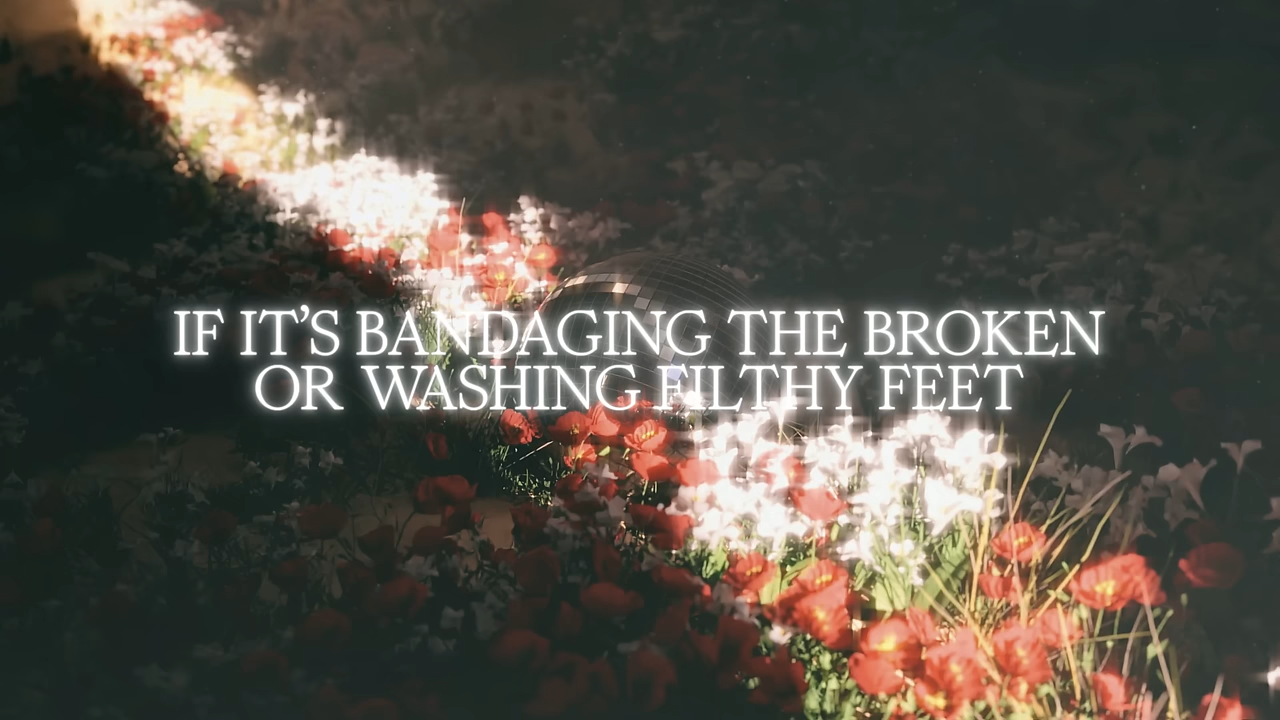 IF IT’S BANDAGING THE BROKEN
OR WASHING FILTHY FEET